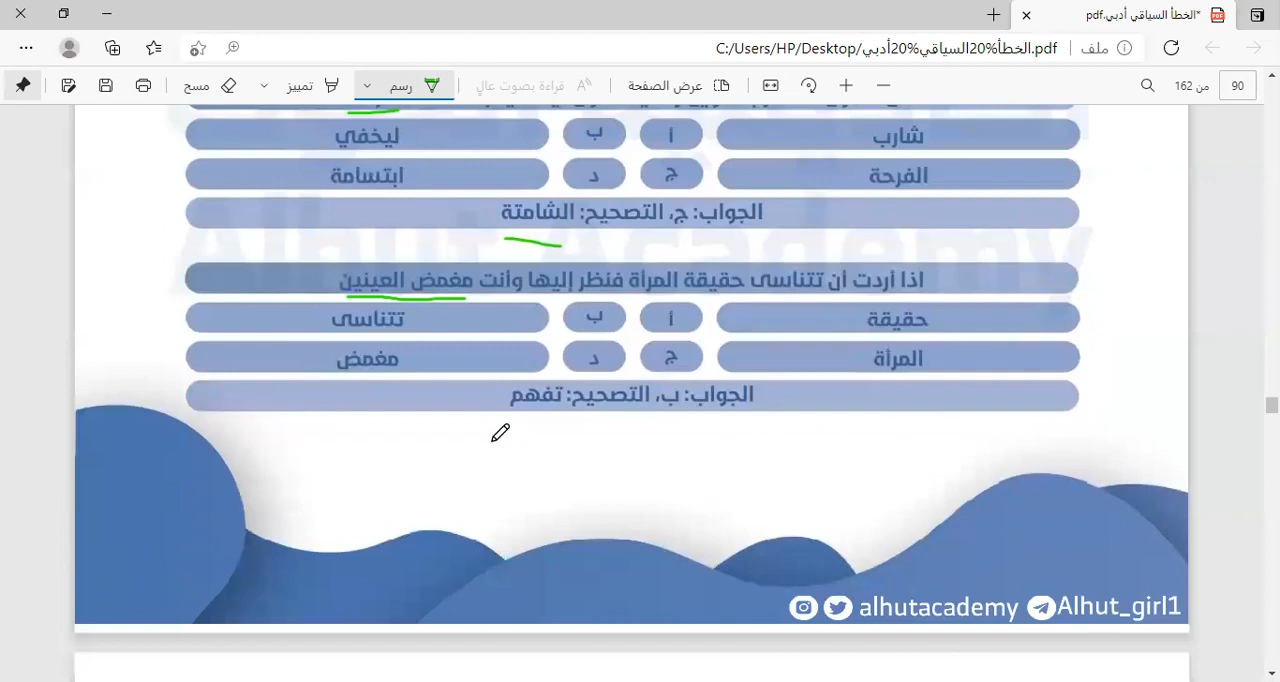 *الخطأ السياقي أدبي.pdf
ملف C:/Users/HP/Desktop/الخطأ%20السياقي%20أدبي.pdf
90 من 162 عرض الصفحة قراءة بصوت عالٍ رسم تمييز مسح
شارب أ ب ليخفي
الفرحة ج د ابتسامة
الجواب: ج، التصحيح: الشامتة
اذا أردت أن تتناسى حقيقة المرأة فنظر إليها وأنت مغمض العينين
حقيقة أ ب تتناسى
المرأة ج د مغمض
الجواب: ب، التصحيح: تفهم
Alhut Academy
alhutacademy Alhut_girl1